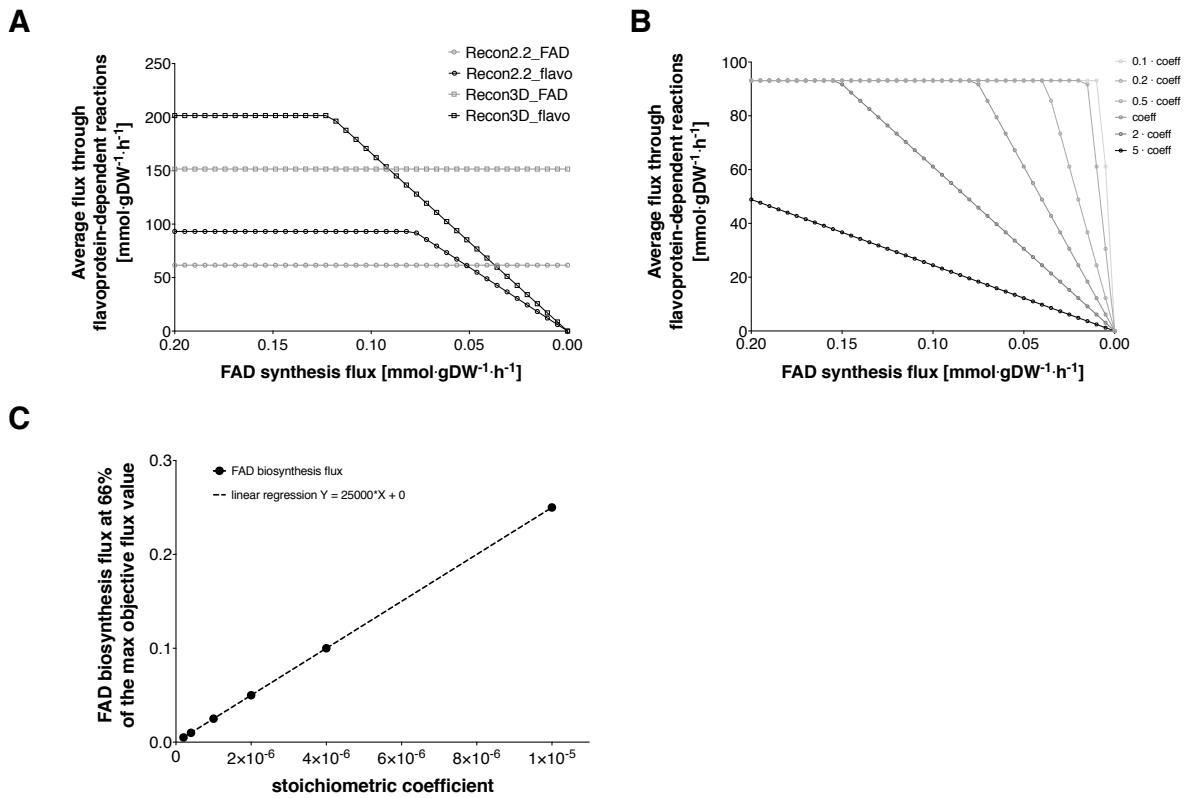 A
Recon2.2_FAD
Recon2.2_flavo
Recon3D_FAD
Recon3D_flavo
Average flux through
flavoprotein-dependent reactions
[mmol·gDW⁻¹·h⁻¹]
250
200
150
100
50
0
0.20 0.15 0.10 0.05 0.00
FAD synthesis flux [mmol·gDW⁻¹·h⁻¹]
B
0.1 · coeff
0.2 · coeff
0.5 · coeff
coeff
2 · coeff
5 · coeff
Average flux through
flavoprotein-dependent reactions
[mmol·gDW⁻¹·h⁻¹]
100
80
60
40
20
0
0.20 0.15 0.10 0.05 0.00
FAD synthesis flux [mmol·gDW⁻¹·h⁻¹]
C
FAD biosynthesis flux
linear regression Y = 25000*X + 0
FAD biosynthesis flux at 66%
of the max objective flux value
0.3
0.2
0.1
0.0
0 2×10⁻⁶ 4×10⁻⁶ 6×10⁻⁶ 8×10⁻⁶ 1×10⁻⁵
stoichiometric coefficient